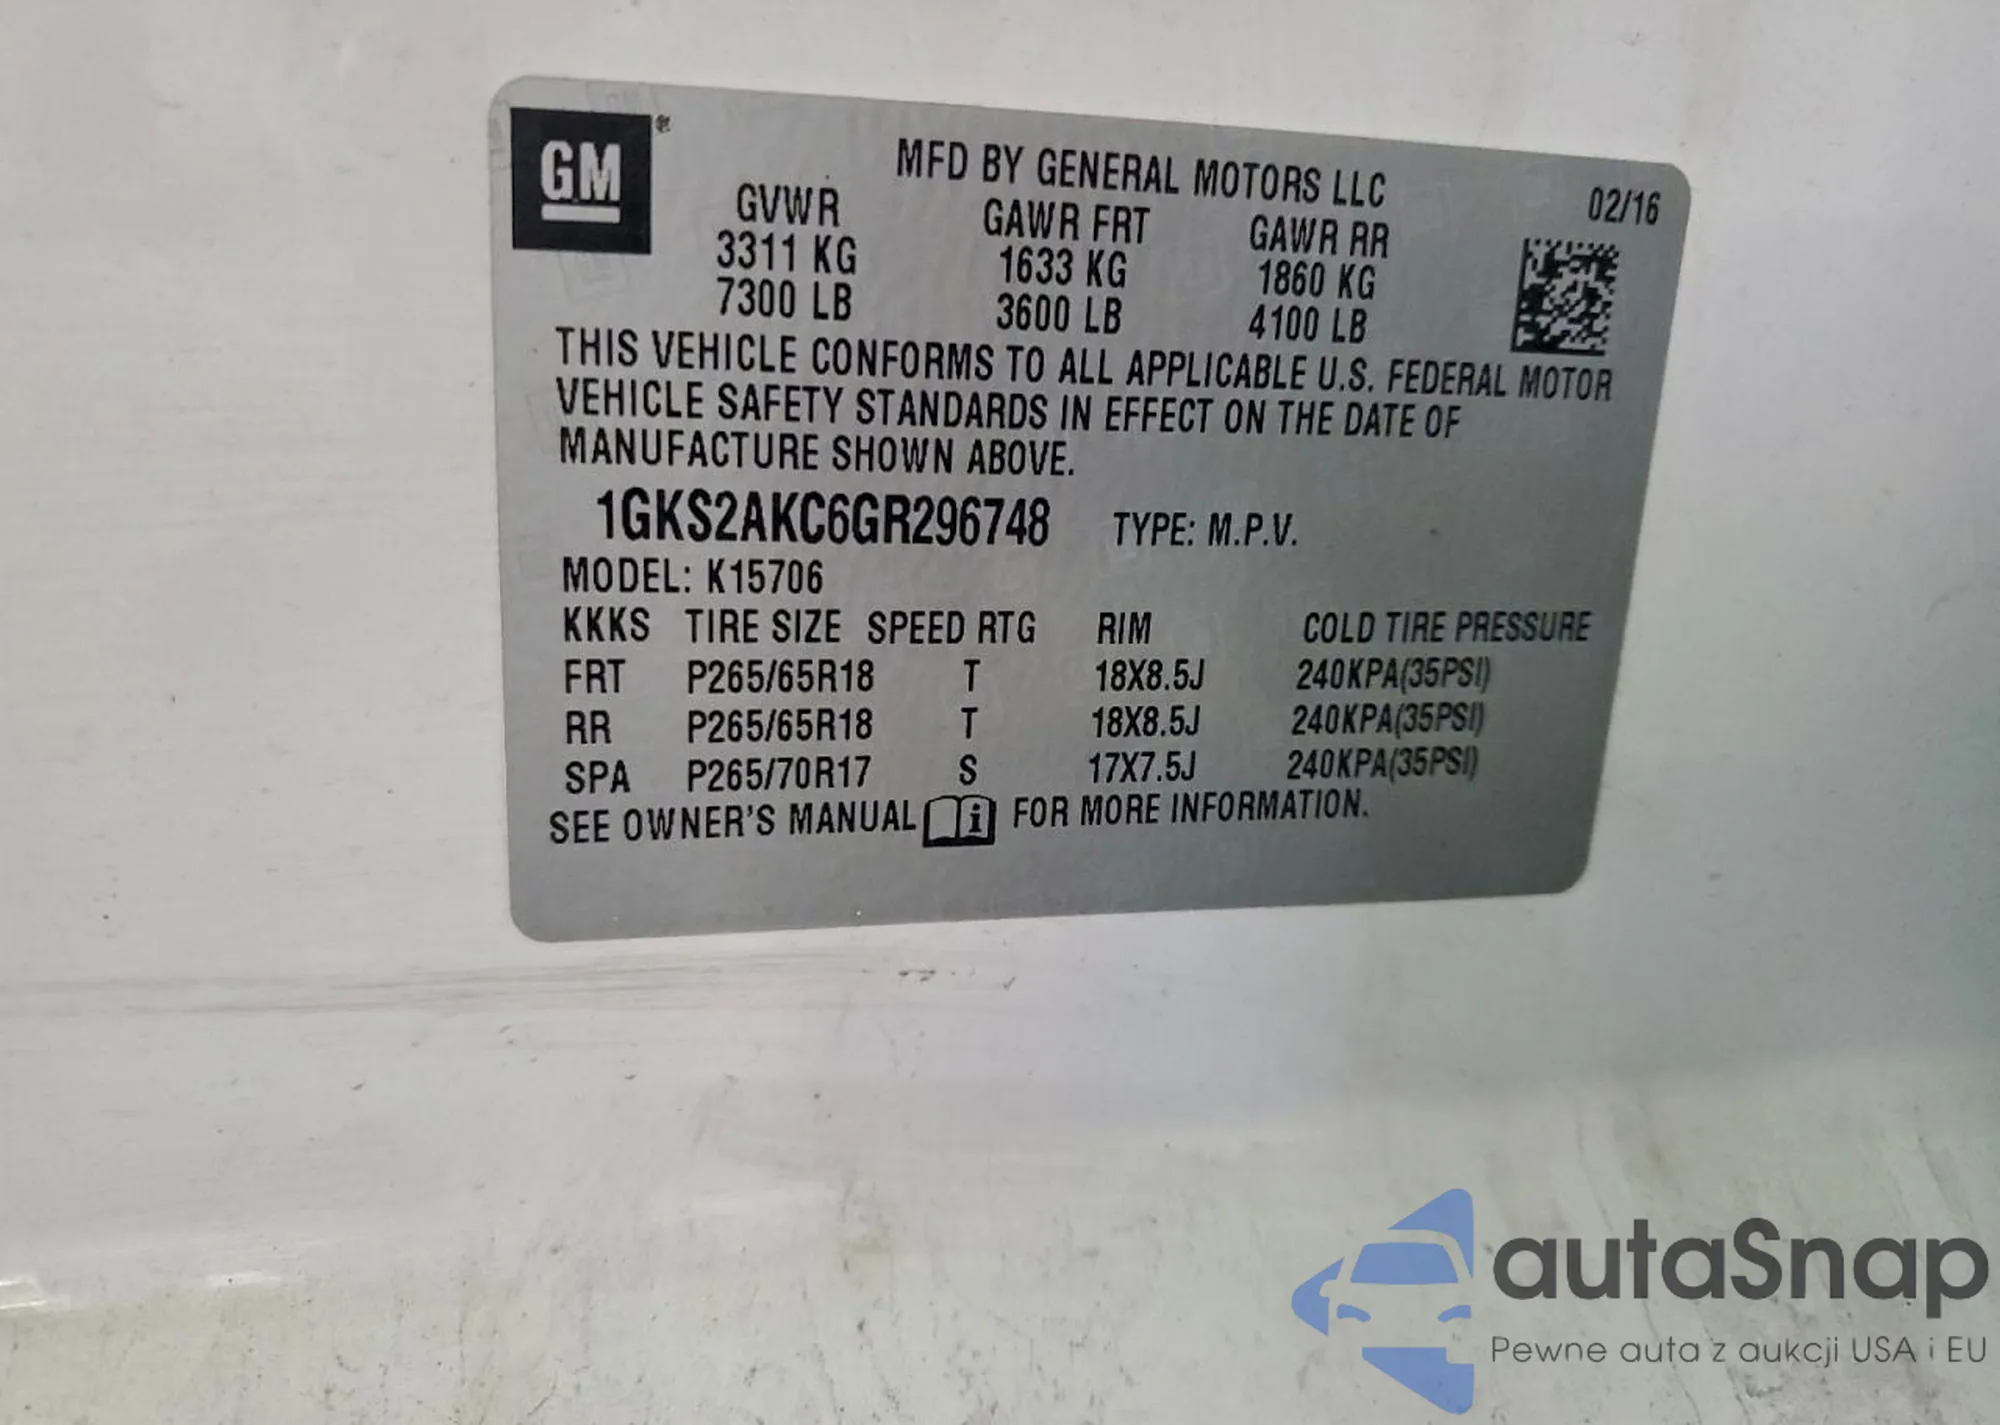 GM
MFD BY GENERAL MOTORS LLC
02/16
GVWR GAWR FRT GAWR RR
3311 KG 1633 KG 1860 KG
7300 LB 3600 LB 4100 LB
THIS VEHICLE CONFORMS TO ALL APPLICABLE U.S. FEDERAL MOTOR
VEHICLE SAFETY STANDARDS IN EFFECT ON THE DATE OF
MANUFACTURE SHOWN ABOVE.
1GKS2AKC6GR296748 TYPE: M.P.V.
MODEL: K15706
KKKS TIRE SIZE SPEED RTG RIM COLD TIRE PRESSURE
FRT P265/65R18 T 18X8.5J 240KPA(35PSI)
RR P265/65R18 T 18X8.5J 240KPA(35PSI)
SPA P265/70R17 S 17X7.5J 240KPA(35PSI)
SEE OWNER'S MANUAL i FOR MORE INFORMATION.
autaSnap
Pewne auta z aukcji USA i EU